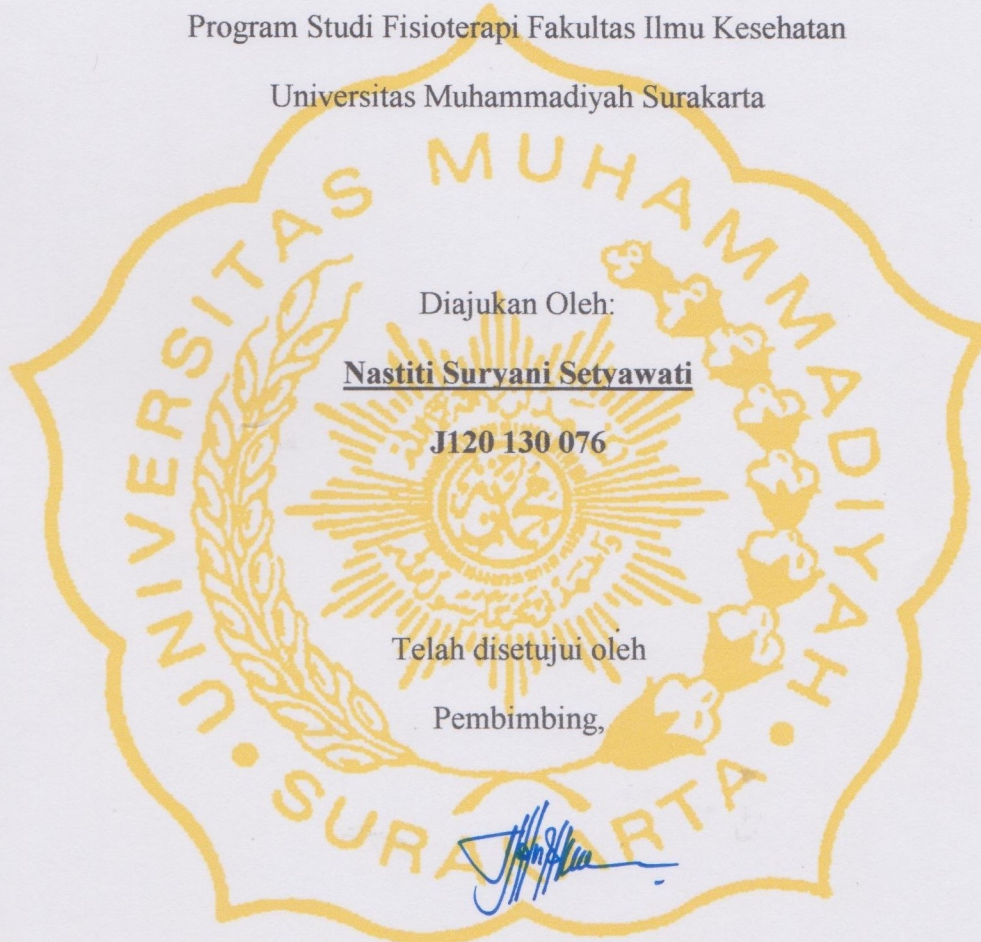 Program Studi Fisioterapi Fakultas Ilmu Kesehatan
Universitas Muhammadiyah Surakarta
UNIVERSITAS MUHAMMADIYAH
Diajukan Oleh:
Nastiti Suryani Setyawati
J120 130 076
Telah disetujui oleh
Pembimbing,
SURAKARTA